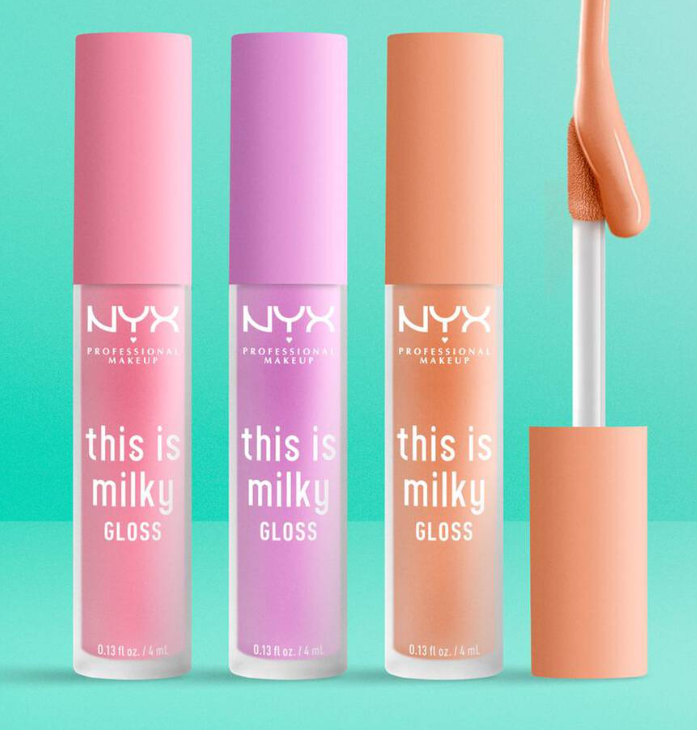 NYX
PROFESSIONAL
MAKEUP
this is
milky
GLOSS
0.13 fl oz. / 4 mL
NYX
PROFESSIONAL
MAKEUP
this is
milky
GLOSS
0.13 fl oz. / 4 mL
NYX
PROFESSIONAL
MAKEUP
this is
milky
GLOSS
0.13 fl oz. / 4 mL